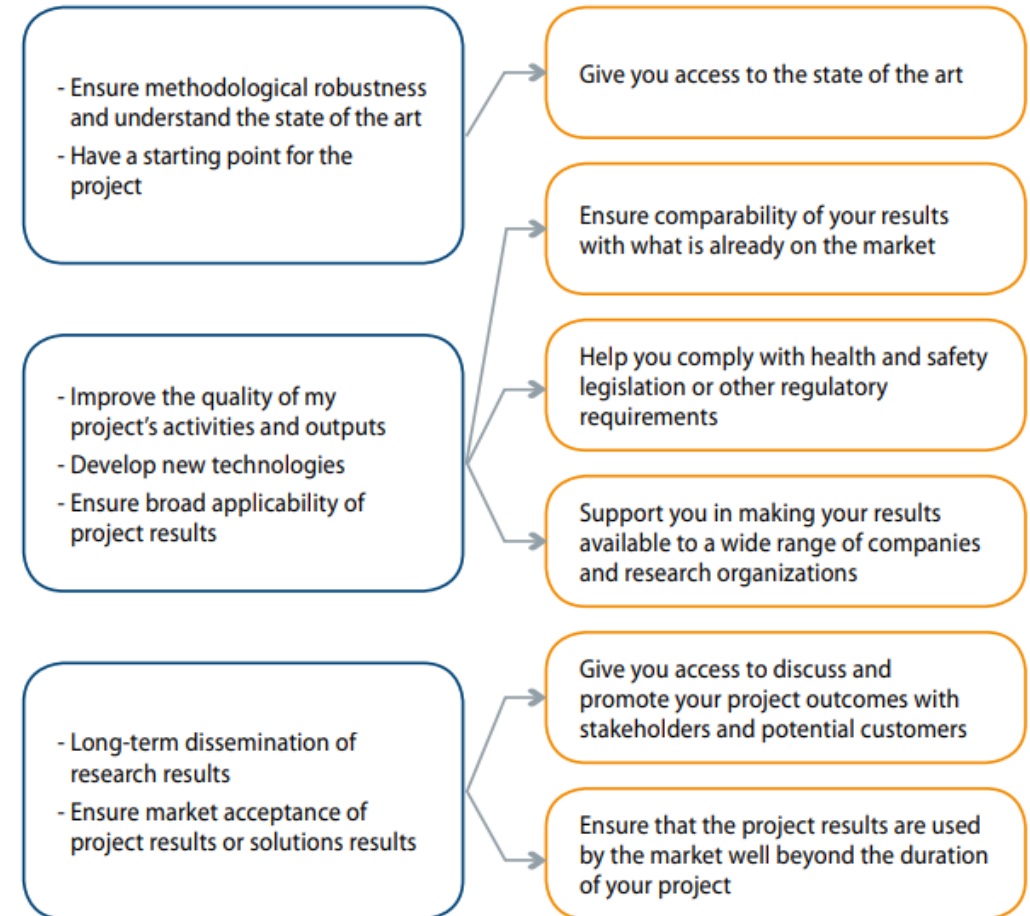 - Ensure methodological robustness
and understand the state of the art
- Have a starting point for the
project
Give you access to the state of the art
Ensure comparability of your results
with what is already on the market
- Improve the quality of my
project's activities and outputs
- Develop new technologies
- Ensure broad applicability of
project results
Help you comply with health and safety
legislation or other regulatory
requirements
Support you in making your results
available to a wide range of companies
and research organizations
- Long-term dissemination of
research results
- Ensure market acceptance of
project results or solutions results
Give you access to discuss and
promote your project outcomes with
stakeholders and potential customers
Ensure that the project results are used
by the market well beyond the duration
of your project